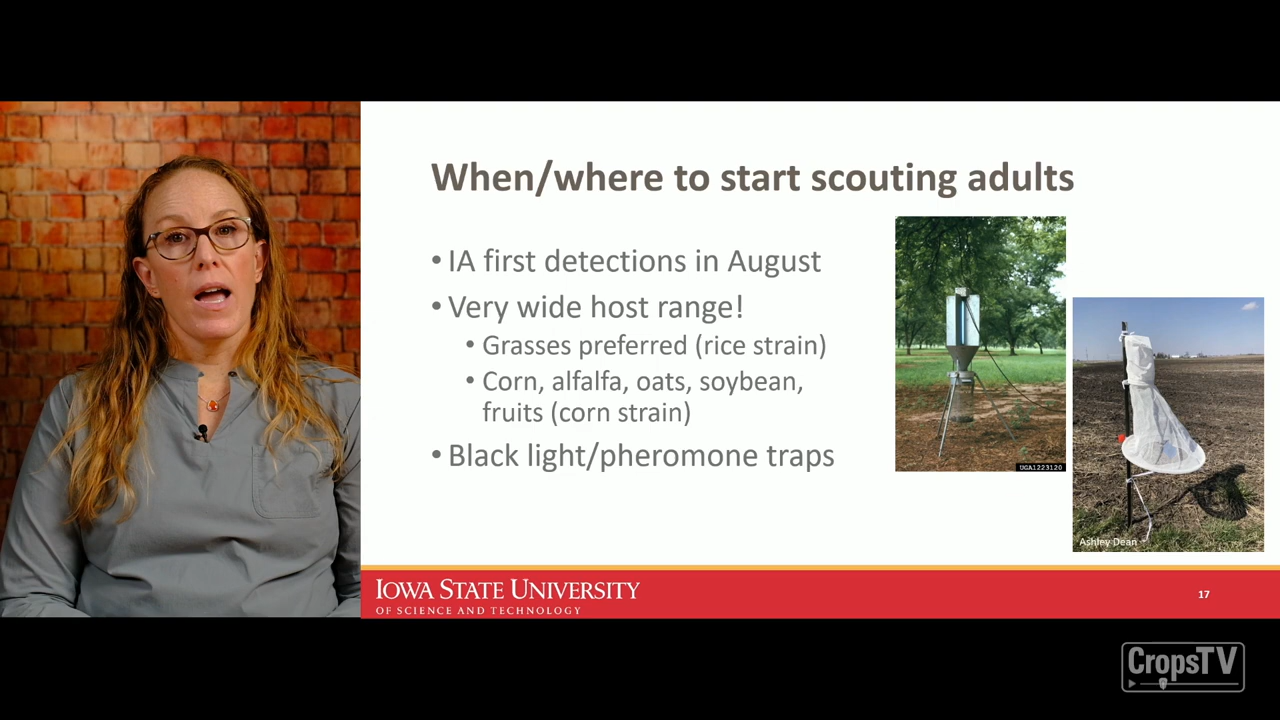 When/where to start scouting adults
• IA first detections in August
• Very wide host range!
• Grasses preferred (rice strain)
• Corn, alfalfa, oats, soybean,
fruits (corn strain)
• Black light/pheromone traps
UGA1223120
Ashley Dean
IOWA STATE UNIVERSITY
OF SCIENCE AND TECHNOLOGY
17
CropsTV